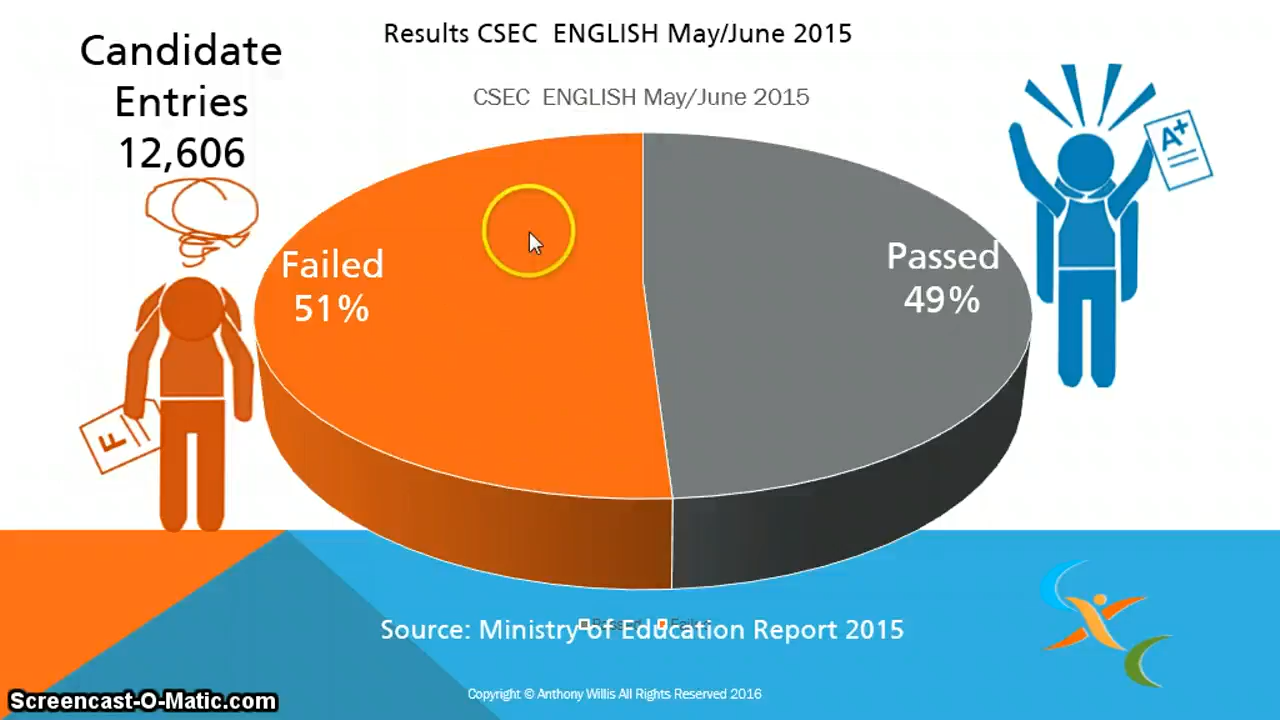 Results CSEC ENGLISH May/June 2015
Candidate
Entries
12,606
CSEC ENGLISH May/June 2015
A+
Failed
51%
Passed
49%
F
Source: Ministry of Education Report 2015
Copyright © Anthony Willis All Rights Reserved 2016
Screencast-O-Matic.com
CXC